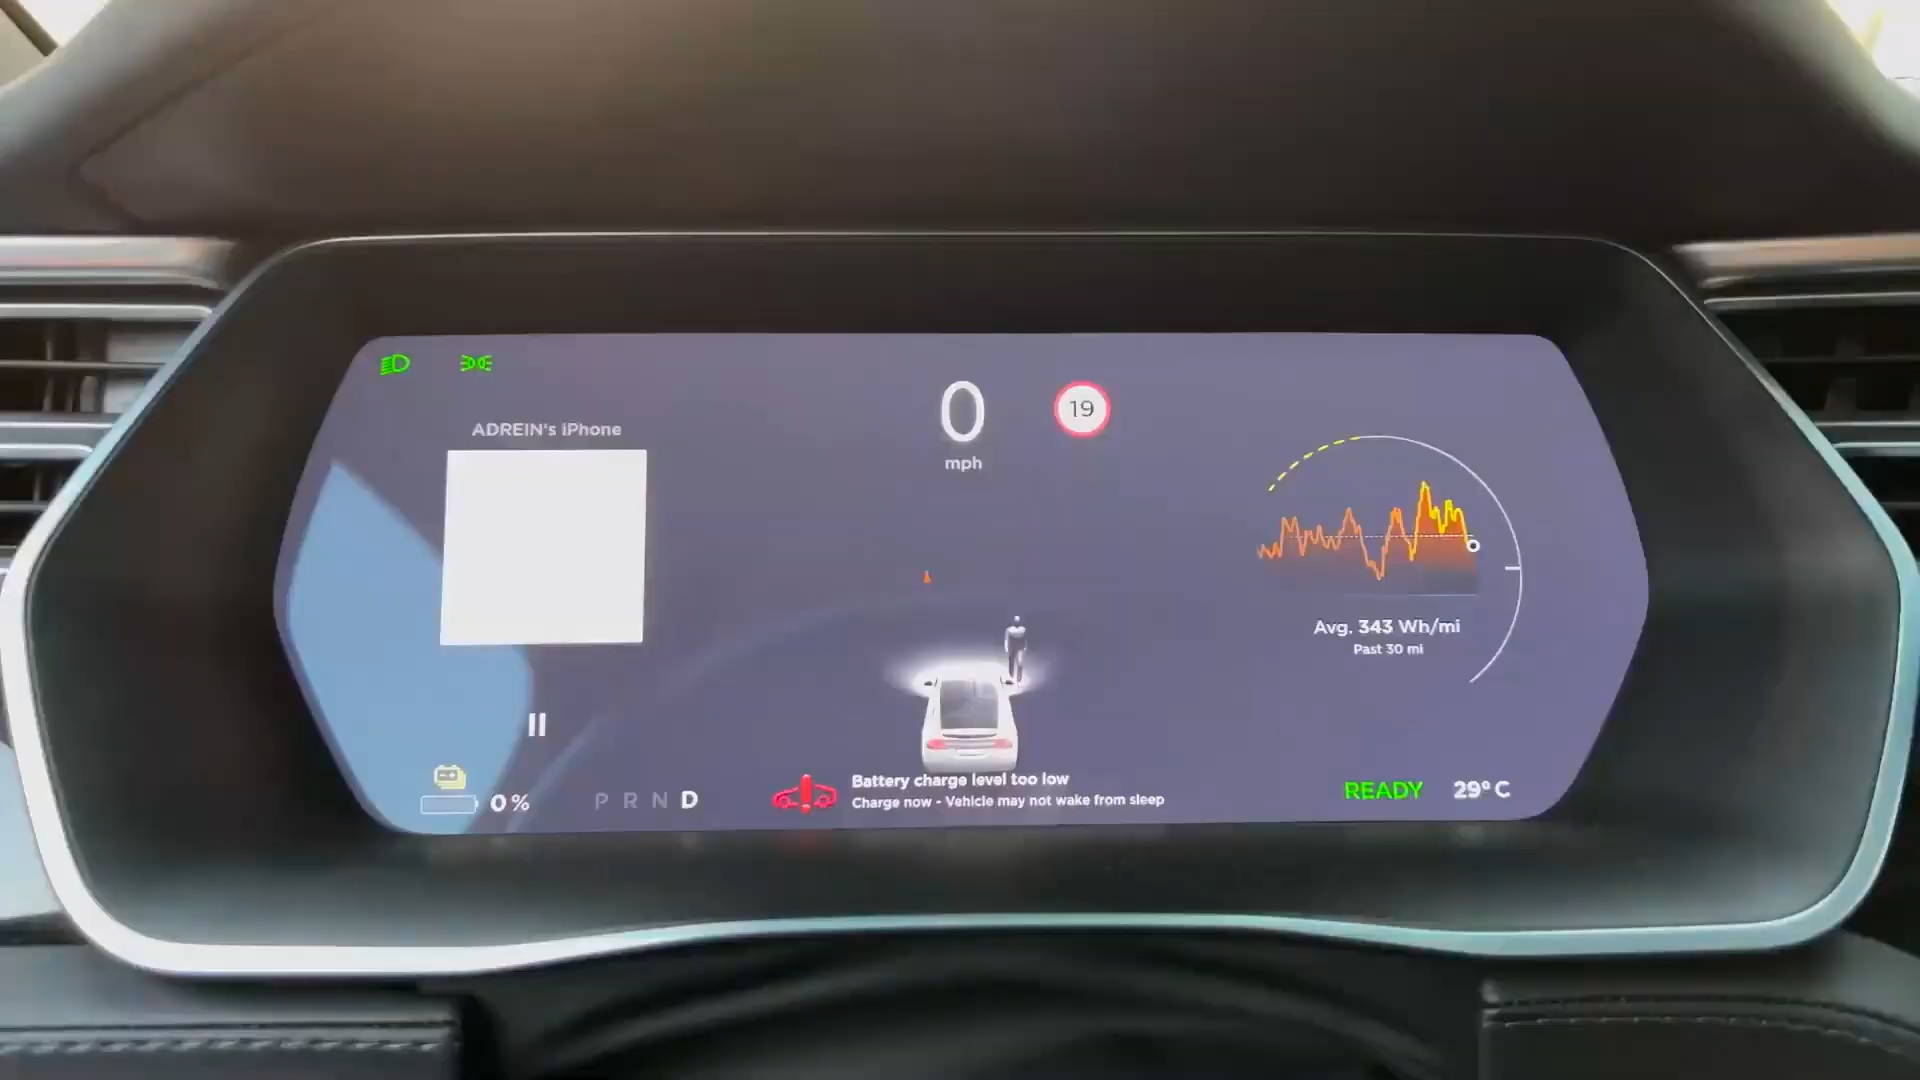 ADREIN's iPhone
0
mph
19
Avg. 343 Wh/mi
Past 30 mi
0 %
P R N D
Battery charge level too low
Charge now - Vehicle may not wake from sleep
READY
29° C